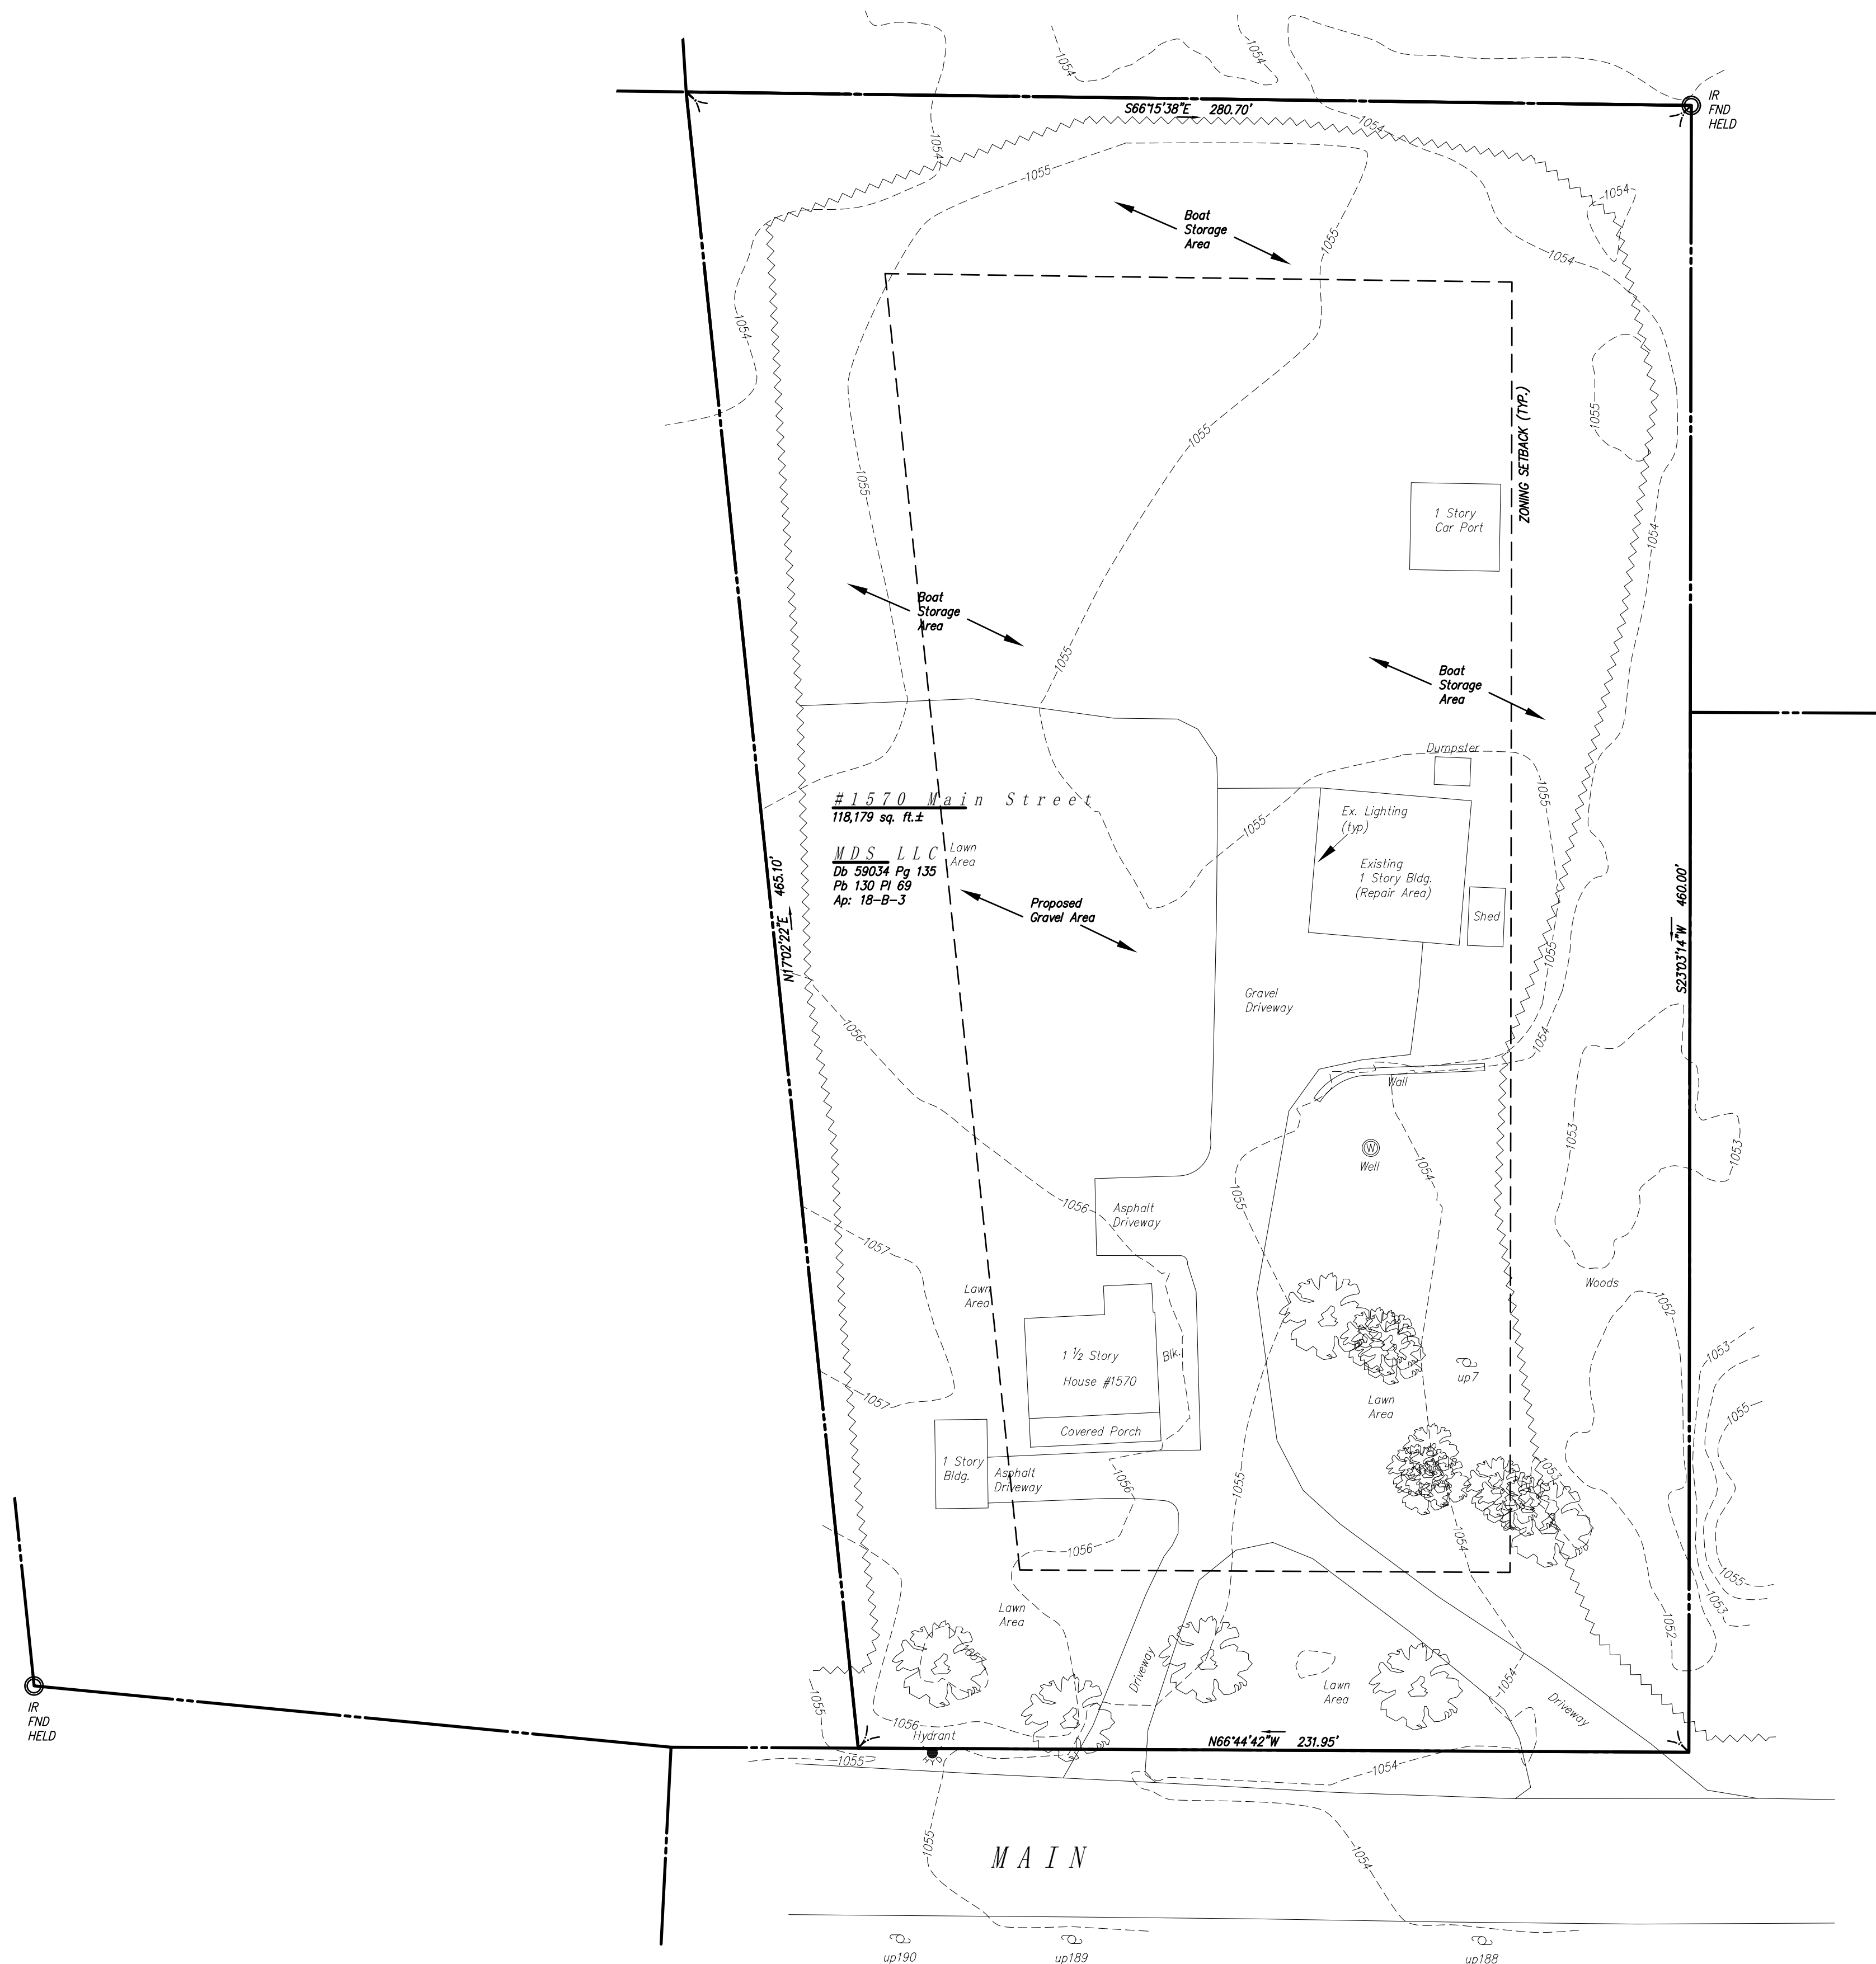 1054
1054
IR
FND
HELD
S66°15'38"E 280.70'
1054
1054
1055
1054
Boat
Storage
Area
1055
1054
1054
ZONING SETBACK (TYP.)
1055
1055
1055
1 Story
Car Port
1054
Boat
Storage
Area
1055
Boat
Storage
Area
Dumpster
1055
#1570 Main Street
118,179 sq. ft.±
MDS LLC
Db 59034 Pg 135
Pb 130 Pl 69
Ap: 18-B-3
Lawn
Area
1055
Ex. Lighting
(typ)
Existing
1 Story Bldg.
(Repair Area)
Shed
N17°02'22"E 465.10'
S23°03'14"W 460.00'
Proposed
Gravel Area
1055
Gravel
Driveway
1056
1054
Wall
W
Well
1054
1053
1053
1055
1056
Asphalt
Driveway
1057
Lawn
Area
Woods
1052
1 ½ Story
House #1570
Blk.
1053
up7
1057
Lawn
Area
1055
Covered Porch
1 Story
Bldg.
Asphalt
Driveway
1056
1055
1053
1054
1056
1055
1053
Lawn
Area
1052
1057
Driveway
1054
Lawn
Area
Driveway
1055
1056
Hydrant
HYD
N66°44'42"W 231.95'
1055
1054
IR
FND
HELD
1055
MAIN
1054
up190
up189
up188